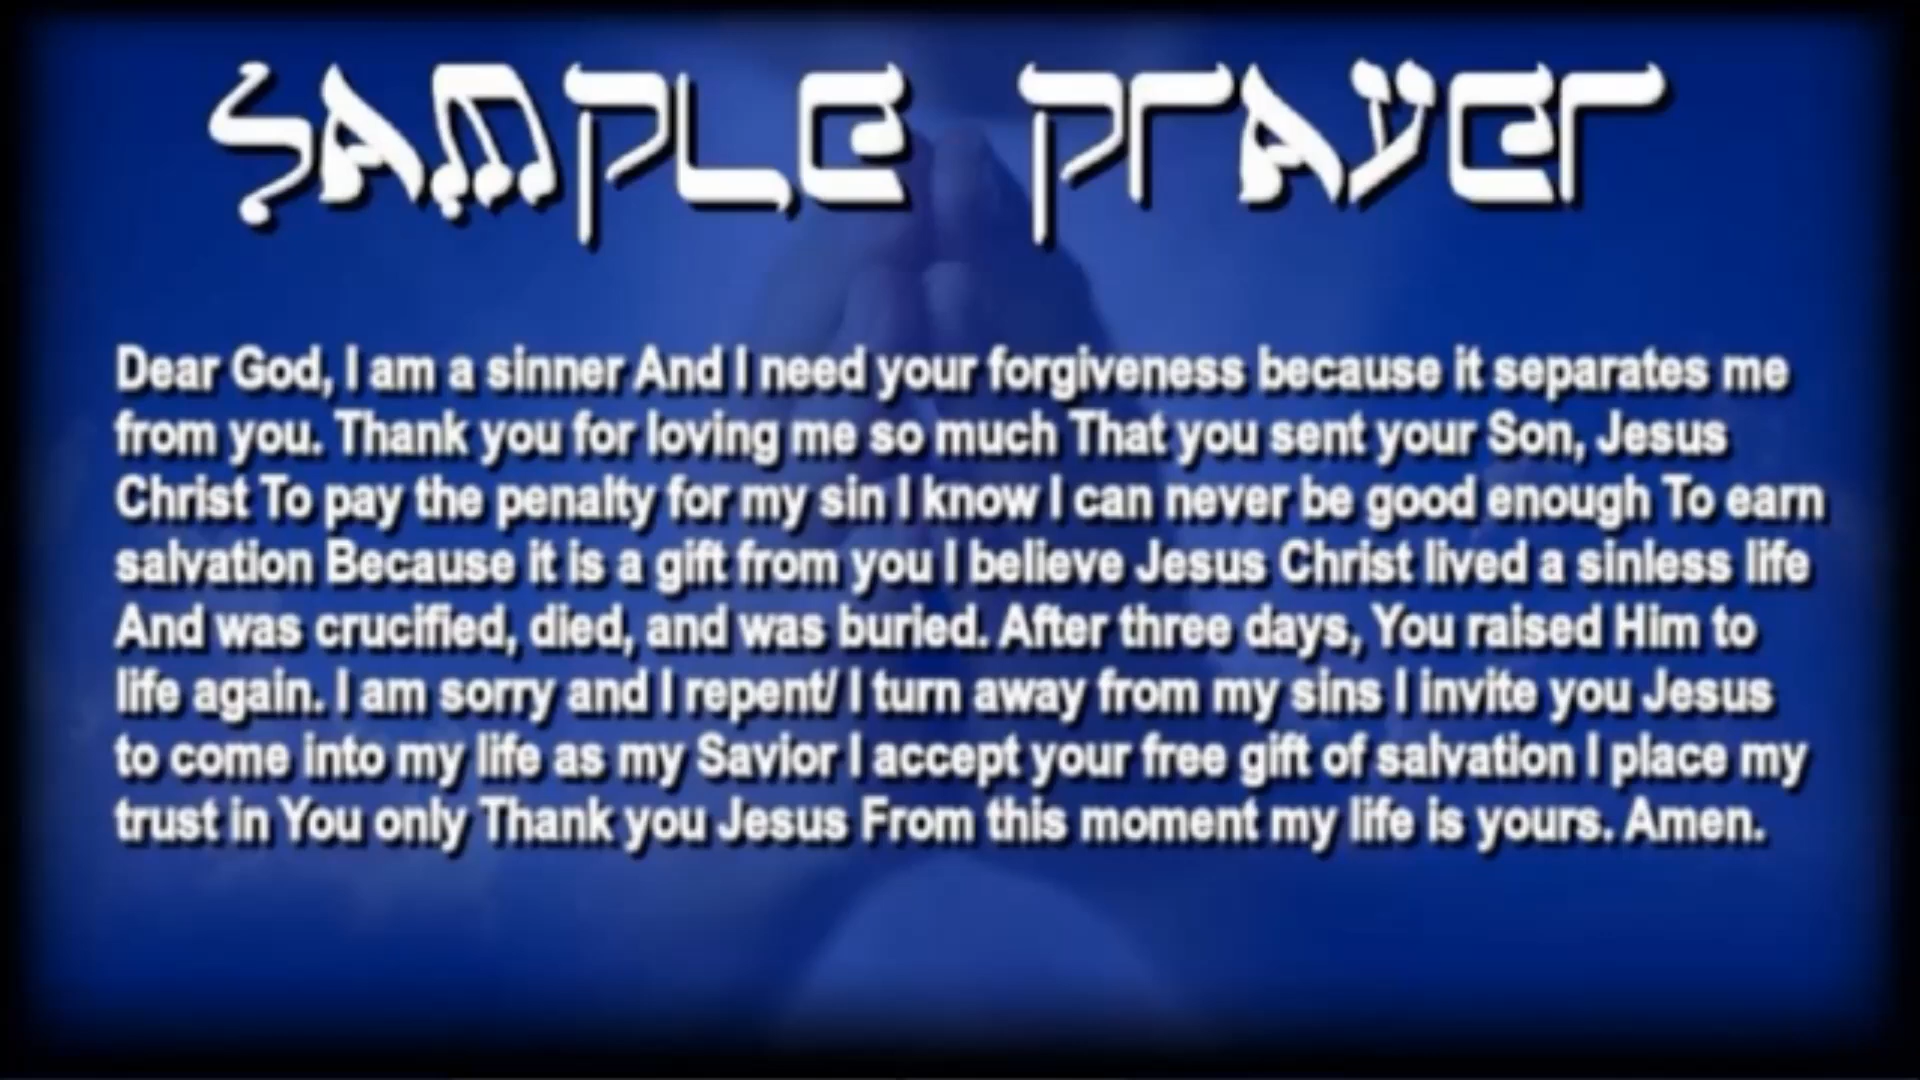 SAMPLE PRAYER
Dear God, I am a sinner And I need your forgiveness because it separates me
from you. Thank you for loving me so much That you sent your Son, Jesus
Christ To pay the penalty for my sin I know I can never be good enough To earn
salvation Because it is a gift from you I believe Jesus Christ lived a sinless life
And was crucified, died, and was buried. After three days, You raised Him to
life again. I am sorry and I repent/ I turn away from my sins I invite you Jesus
to come into my life as my Savior I accept your free gift of salvation I place my
trust in You only Thank you Jesus From this moment my life is yours. Amen.